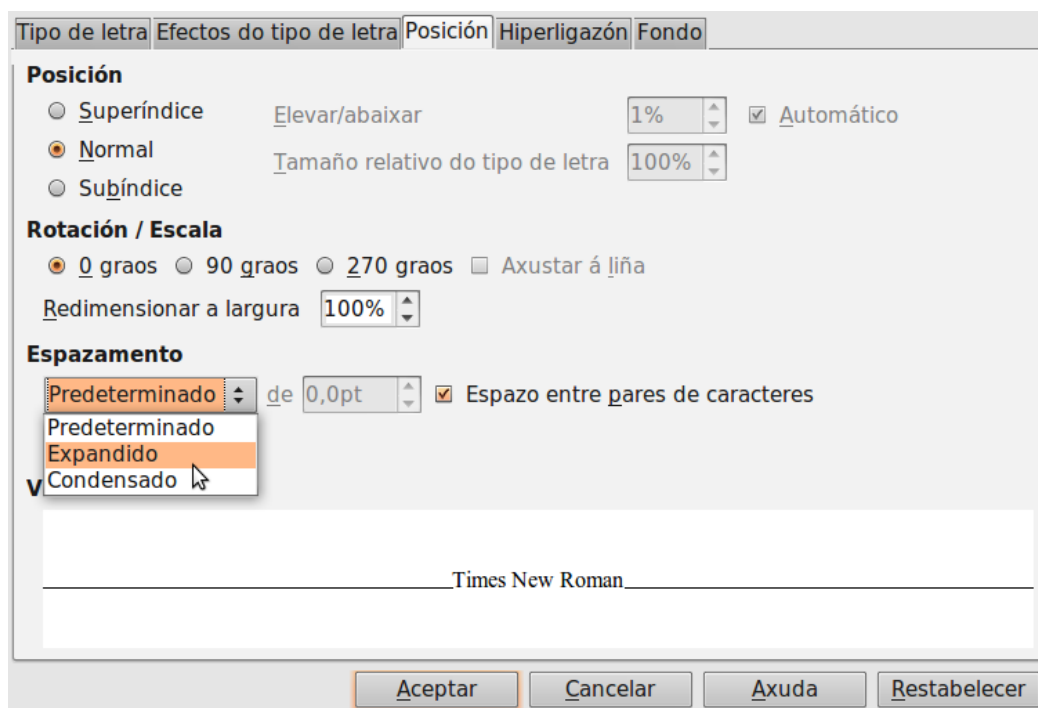 Tipo de letra Efectos do tipo de letra Posición Hiperligazón Fondo
Posición
Superíndice Elevar/abaixar 1% Automático
Normal
Tamaño relativo do tipo de letra 100%
Subíndice
Rotación / Escala
0 graos 90 graos 270 graos Axustar á liña
Redimensionar a largura 100%
Espazamento
Predeterminado de 0,0pt Espazo entre pares de caracteres
Predeterminado
Expandido
Condensado
V
Times New Roman
Aceptar Cancelar Axuda Restabelecer